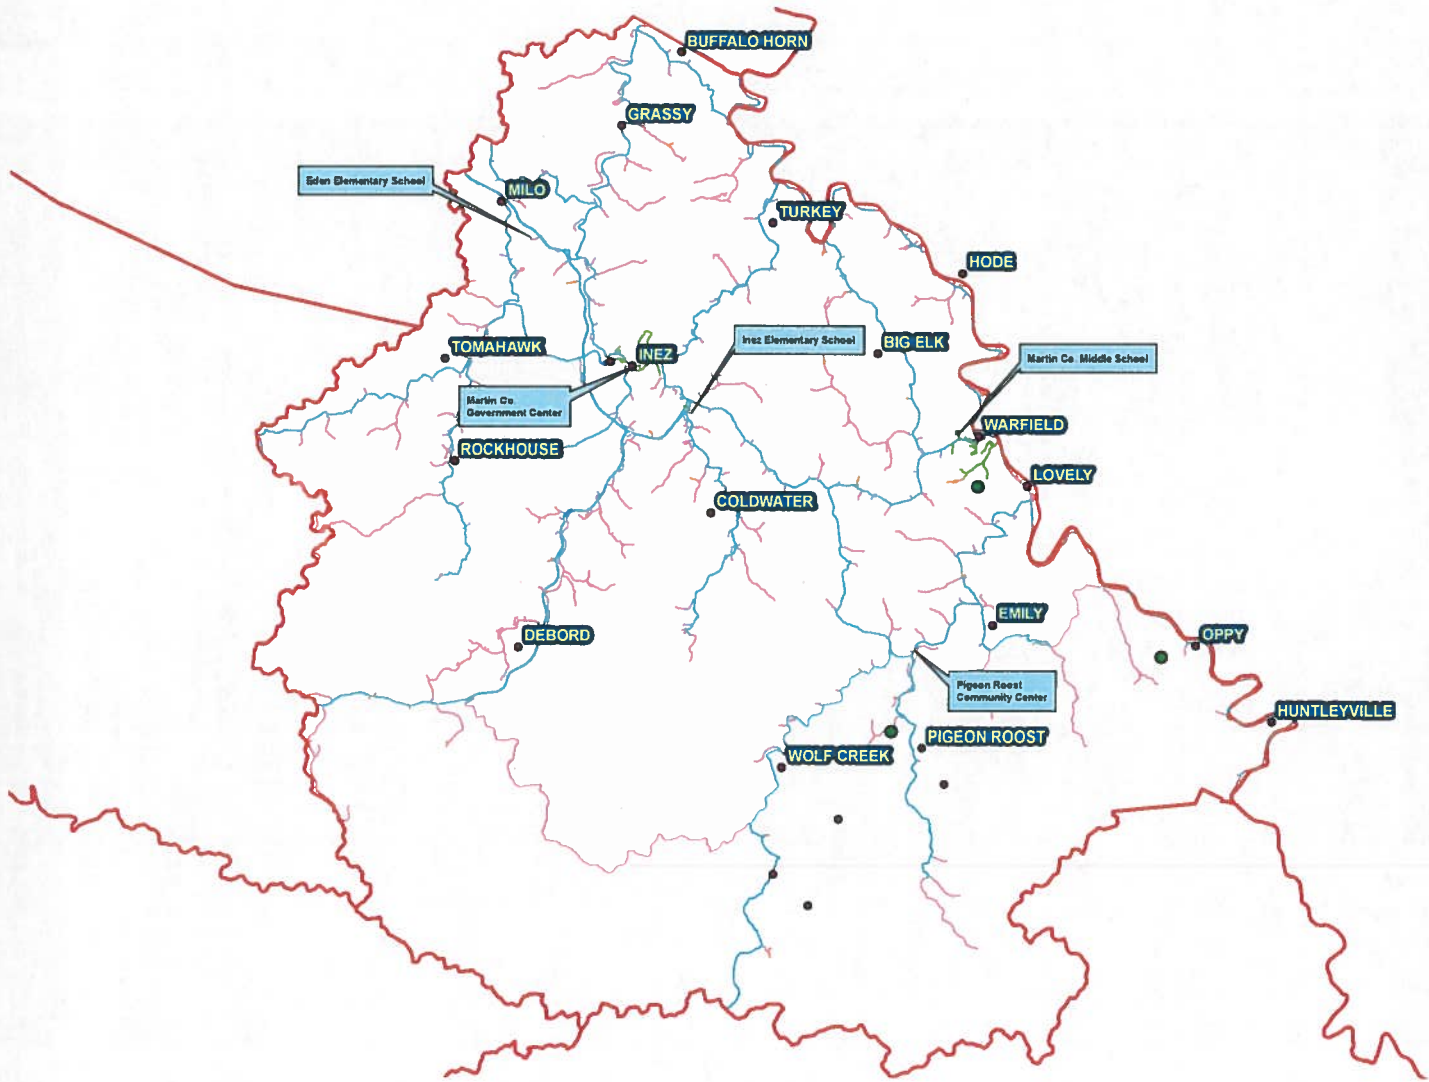 BUFFALO HORN
GRASSY
Eden Elementary School
MILO
TURKEY
HODE
TOMAHAWK
INEZ
Inez Elementary School
BIG ELK
Martin Co. Middle School
Martin Co.
Government Center
WARFIELD
ROCKHOUSE
LOVELY
COLDWATER
EMILY
DEBORD
OPPY
Pigeon Roost
Community Center
HUNTLEYVILLE
PIGEON ROOST
WOLF CREEK